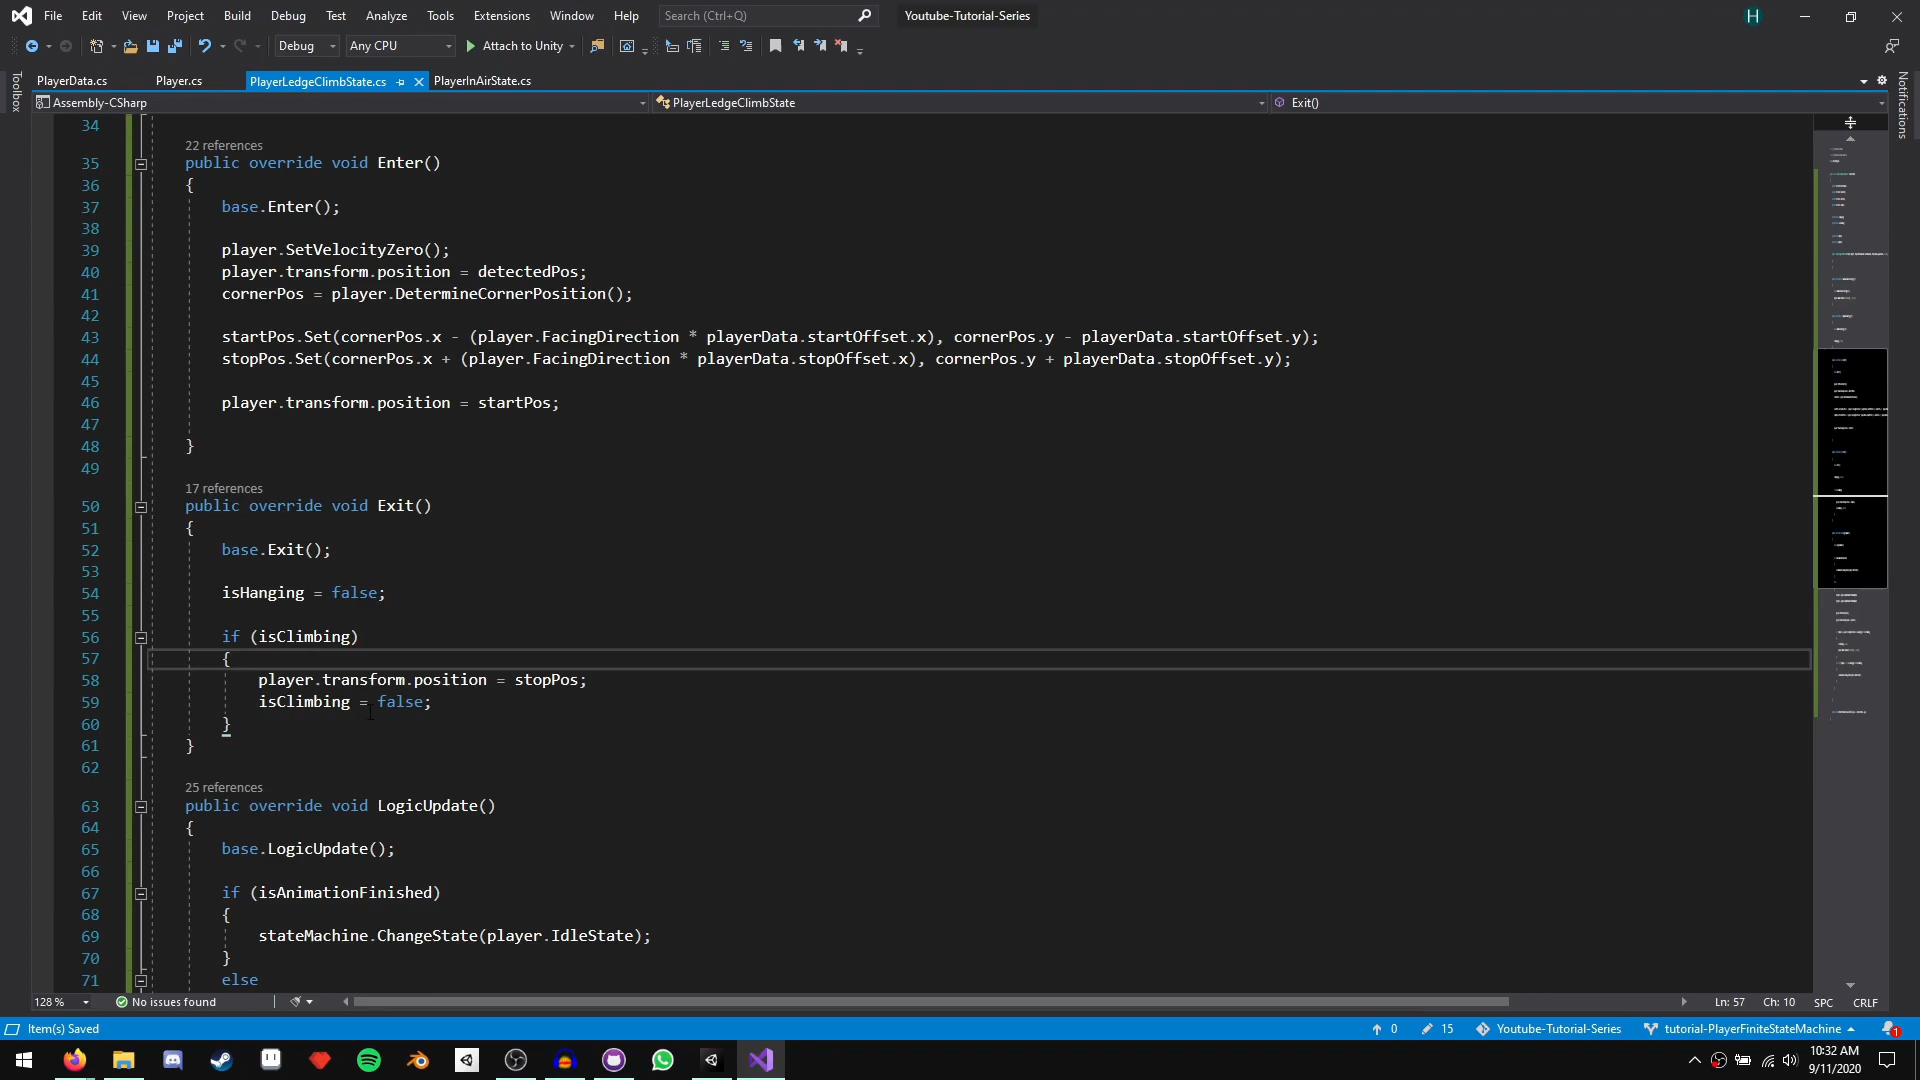 File Edit View Project Build Debug Test Analyze Tools Extensions Window Help Search (Ctrl+Q) Youtube-Tutorial-Series H
Debug Any CPU Attach to Unity
PlayerData.cs Player.cs PlayerLedgeClimbState.cs PlayerInAirState.cs
Toolbox
Notifications
Assembly-CSharp PlayerLedgeClimbState Exit()
34
22 references
35 public override void Enter()
36 {
37 base.Enter();
38
39 player.SetVelocityZero();
40 player.transform.position = detectedPos;
41 cornerPos = player.DetermineCornerPosition();
42
43 startPos.Set(cornerPos.x - (player.FacingDirection * playerData.startOffset.x), cornerPos.y - playerData.startOffset.y);
44 stopPos.Set(cornerPos.x + (player.FacingDirection * playerData.stopOffset.x), cornerPos.y + playerData.stopOffset.y);
45
46 player.transform.position = startPos;
47
48 }
49
17 references
50 public override void Exit()
51 {
52 base.Exit();
53
54 isHanging = false;
55
56 if (isClimbing)
57 {
58 player.transform.position = stopPos;
59 isClimbing = false;
60 }
61 }
62
25 references
63 public override void LogicUpdate()
64 {
65 base.LogicUpdate();
66
67 if (isAnimationFinished)
68 {
69 stateMachine.ChangeState(player.IdleState);
70 }
71 else
128 % No issues found Ln: 57 Ch: 10 SPC CRLF
Item(s) Saved 0 15 Youtube-Tutorial-Series tutorial-PlayerFiniteStateMachine 1
10:32 AM
9/11/2020